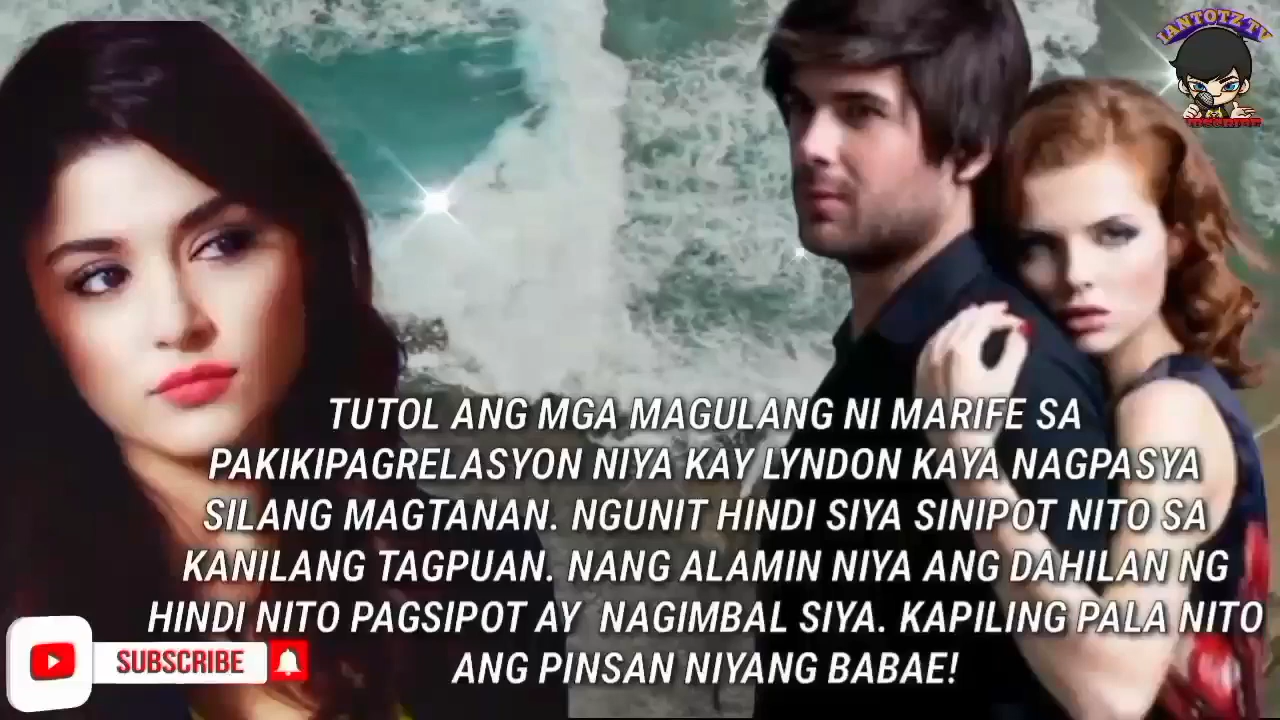 IANTOTZ TV
TUTOL ANG MGA MAGULANG NI MARIFE SA
PAKIKIPAGRELASYON NIYA KAY LYNDON KAYA NAGPASYA
SILANG MAGTANAN. NGUNIT HINDI SIYA SINIPOT NITO SA
KANILANG TAGPUAN. NANG ALAMIN NIYA ANG DAHILAN NG
HINDI NITO PAGSIPOT AY NAGIMBAL SIYA. KAPILING PALA NITO
ANG PINSAN NIYANG BABAE!
SUBSCRIBE